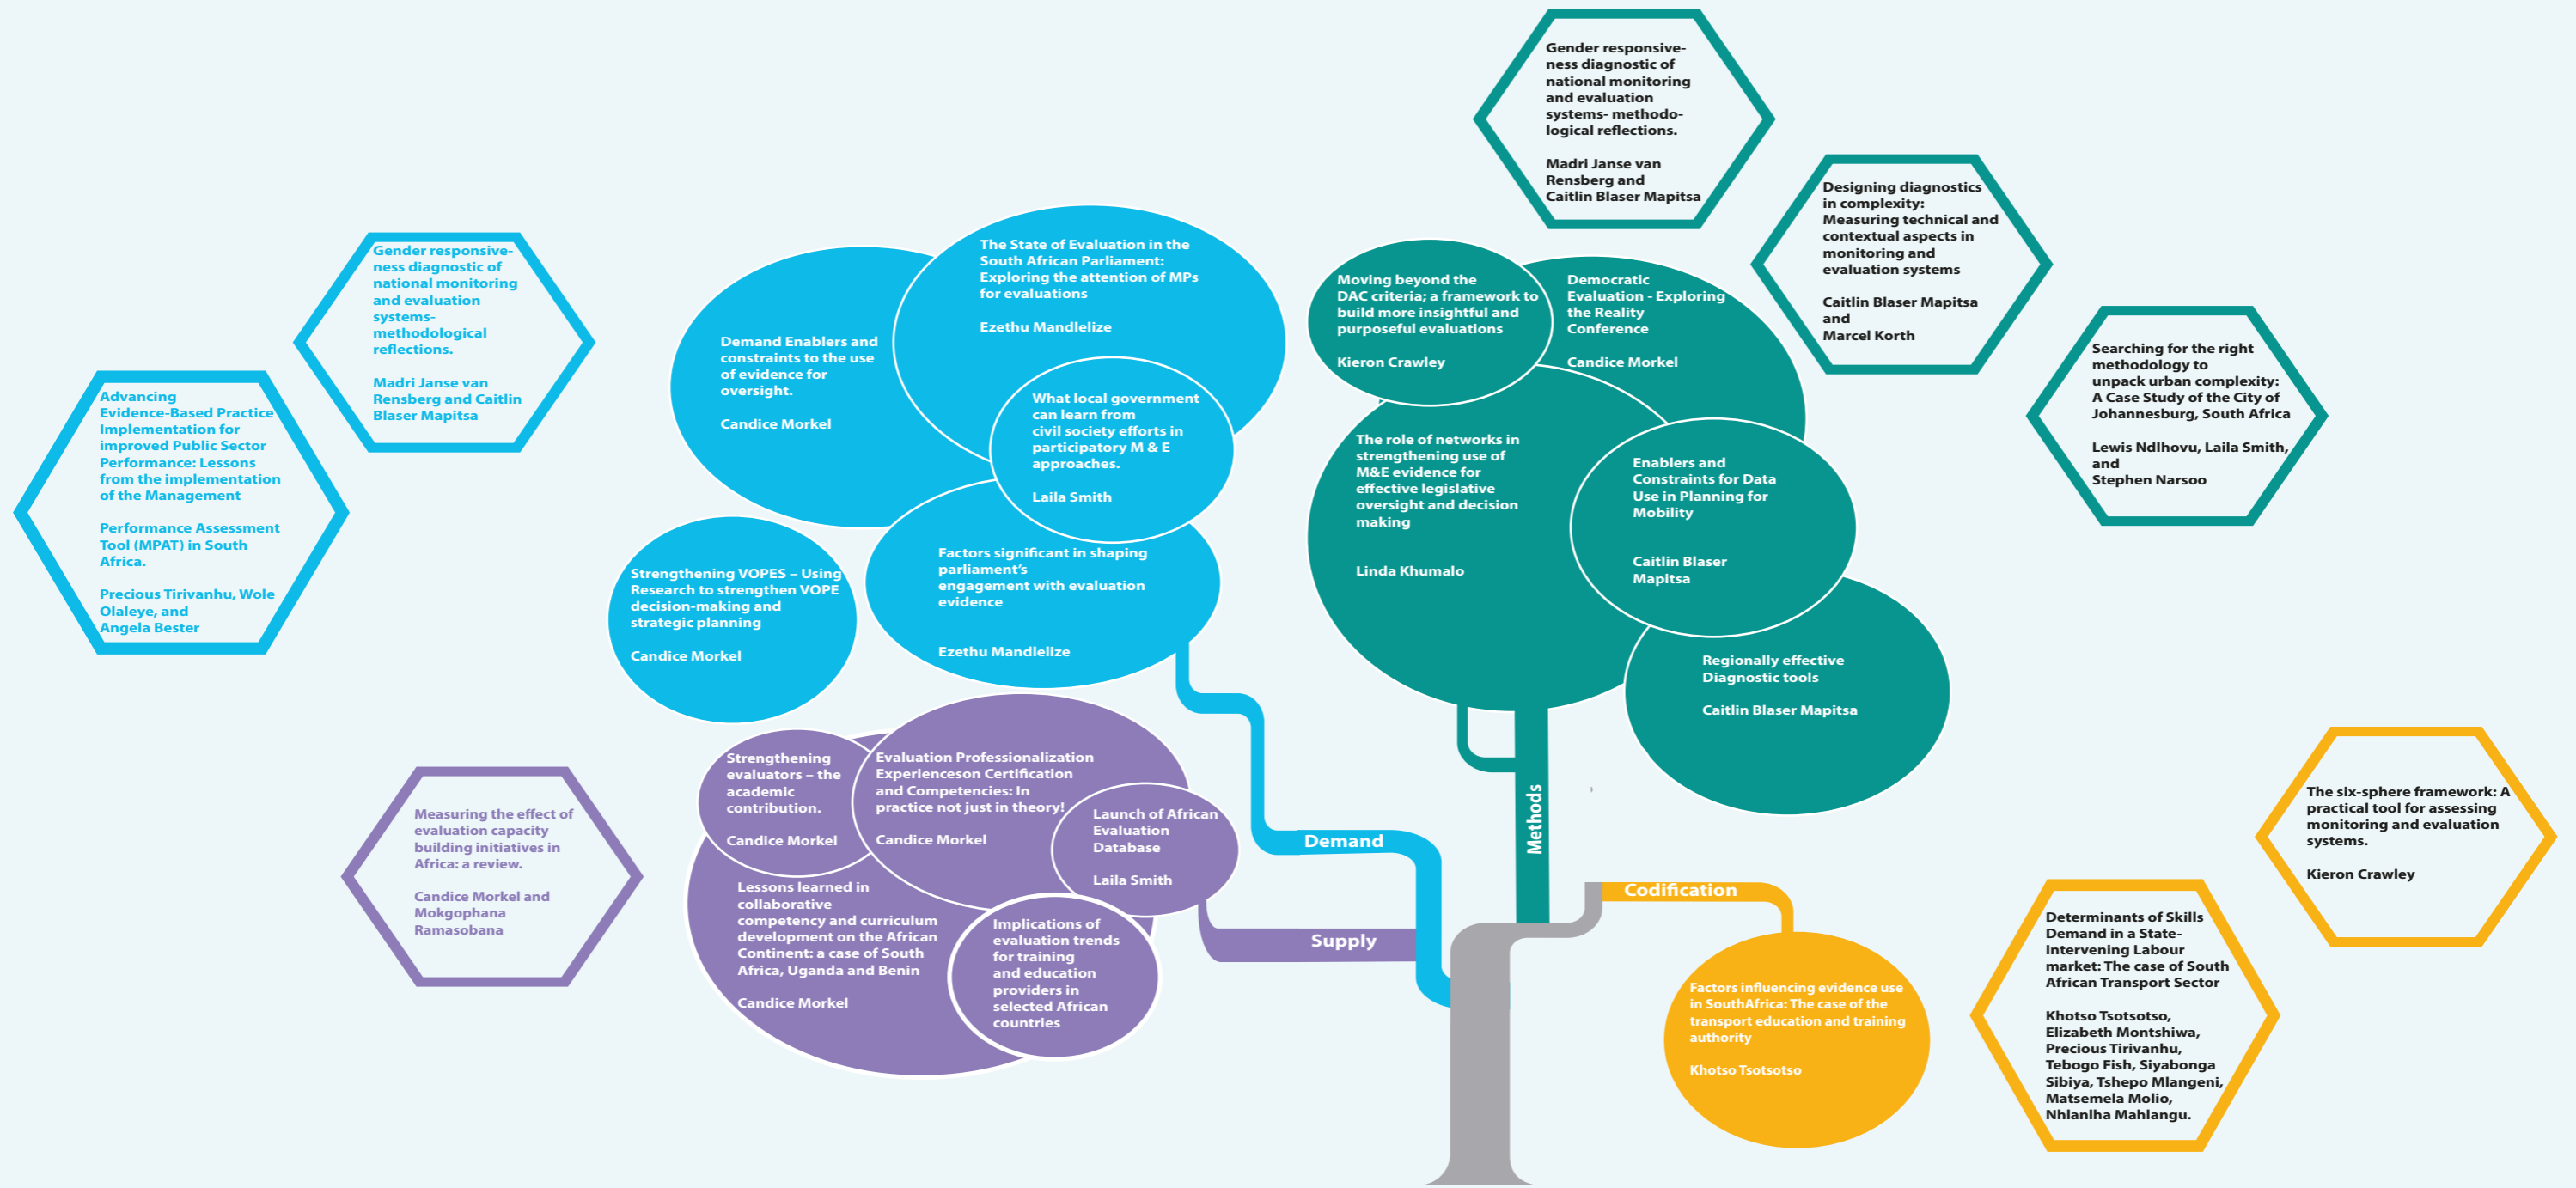 Gender responsive-
ness diagnostic of
national monitoring
and evaluation
systems- methodo-
logical reflections.
Madri Janse van
Rensberg and
Caitlin Blaser Mapitsa
Designing diagnostics
in complexity:
Measuring technical and
contextual aspects in
monitoring and
evaluation systems
Caitlin Blaser Mapitsa
and
Marcel Korth
Searching for the right
methodology to
unpack urban complexity:
A Case Study of the City of
Johannesburg, South Africa
Lewis Ndlhovu, Laila Smith,
and
Stephen Narsoo
Gender responsive-
ness diagnostic of
national monitoring
and evaluation
systems-
methodological
reflections.
Madri Janse van
Rensberg and Caitlin
Blaser Mapitsa
Advancing
Evidence-Based Practice
Implementation for
improved Public Sector
Performance: Lessons
from the implementation
of the Management
Performance Assessment
Tool (MPAT) in South
Africa.
Precious Tirivanhu, Wole
Olaleye, and
Angela Bester
The State of Evaluation in the
South African Parliament:
Exploring the attention of MPs
for evaluations
Ezethu Mandlelize
Demand Enablers and
constraints to the use
of evidence for
oversight.
Candice Morkel
What local government
can learn from
civil society efforts in
participatory M & E
approaches.
Laila Smith
Factors significant in shaping
parliament's
engagement with evaluation
evidence
Ezethu Mandlelize
Strengthening VOPES – Using
Research to strengthen VOPE
decision-making and
strategic planning
Candice Morkel
Moving beyond the
DAC criteria; a framework to
build more insightful and
purposeful evaluations
Kieron Crawley
Democratic
Evaluation - Exploring
the Reality
Conference
Candice Morkel
The role of networks in
strengthening use of
M&E evidence for
effective legislative
oversight and decision
making
Linda Khumalo
Enablers and
Constraints for Data
Use in Planning for
Mobility
Caitlin Blaser
Mapitsa
Regionally effective
Diagnostic tools
Caitlin Blaser Mapitsa
Measuring the effect of
evaluation capacity
building initiatives in
Africa: a review.
Candice Morkel and
Mokgophana
Ramasobana
Strengthening
evaluators – the
academic
contribution.
Candice Morkel
Evaluation Professionalization
Experienceson Certification
and Competencies: In
practice not just in theory!
Candice Morkel
Launch of African
Evaluation
Database
Laila Smith
Lessons learned in
collaborative
competency and curriculum
development on the African
Continent: a case of South
Africa, Uganda and Benin
Candice Morkel
Implications of
evaluation trends
for training
and education
providers in
selected African
countries
Demand
Supply
Methods
Codification
Factors influencing evidence use
in SouthAfrica: The case of the
transport education and training
authority
Khotso Tsotsotso
The six-sphere framework: A
practical tool for assessing
monitoring and evaluation
systems.
Kieron Crawley
Determinants of Skills
Demand in a State-
Intervening Labour
market: The case of South
African Transport Sector
Khotso Tsotsotso,
Elizabeth Montshiwa,
Precious Tirivanhu,
Tebogo Fish, Siyabonga
Sibiya, Tshepo Mlangeni,
Matsemela Molio,
Nhlanlha Mahlangu.